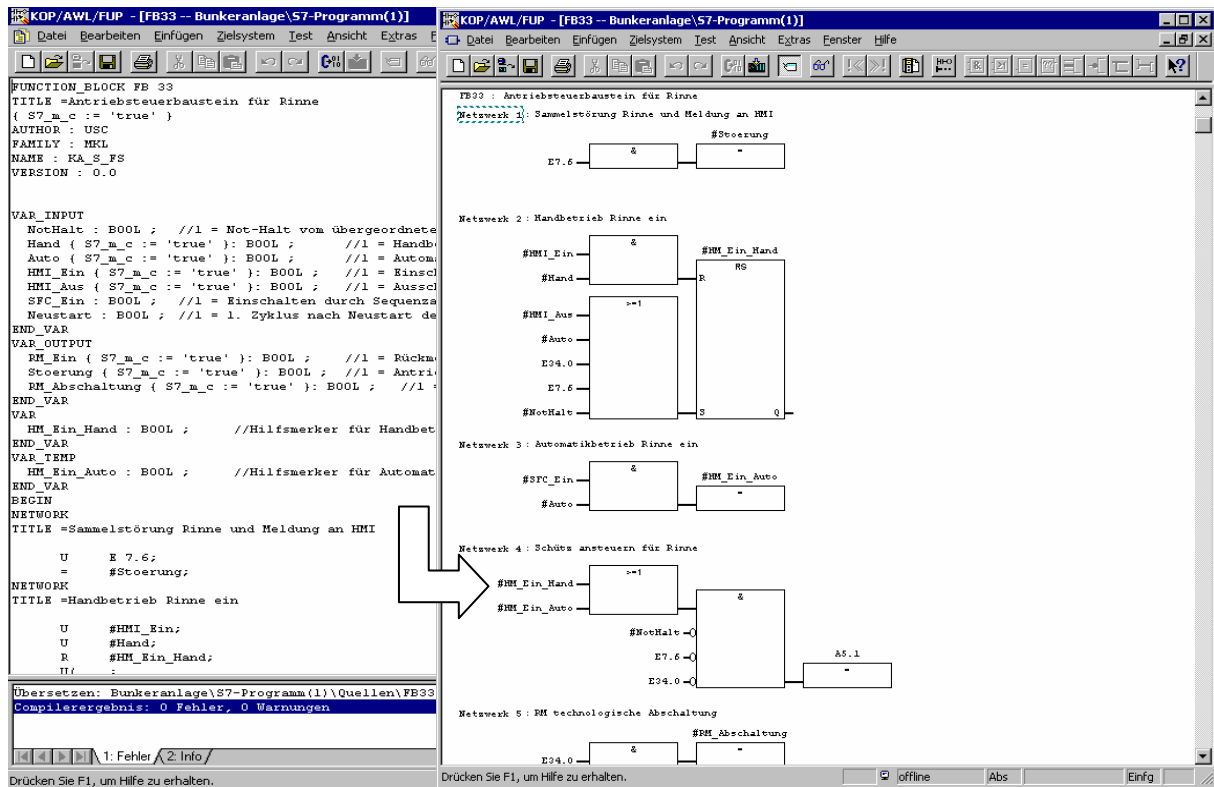 KOP/AWL/FUP - [FB33 -- Bunkeranlage\S7-Programm(1)]
Datei Bearbeiten Einfügen Zielsystem Test Ansicht Extras F
FUNCTION_BLOCK FB 33
TITLE =Antriebsteuerbaustein für Rinne
{ S7_m_c := 'true' }
AUTHOR : USC
FAMILY : MKL
NAME : KA_S_FS
VERSION : 0.0
VAR_INPUT
NotHalt : BOOL ; //1 = Not-Halt vom übergeordnete
Hand { S7_m_c := 'true' }: BOOL ; //1 = Handb
Auto { S7_m_c := 'true' }: BOOL ; //1 = Autom
HMI_Ein { S7_m_c := 'true' }: BOOL ; //1 = Einsc
HMI_Aus { S7_m_c := 'true' }: BOOL ; //1 = Aussc
SFC_Ein : BOOL ; //1 = Einschalten durch Sequenza
Neustart : BOOL ; //1 = 1. Zyklus nach Neustart de
END_VAR
VAR_OUTPUT
RM_Ein { S7_m_c := 'true' }: BOOL ; //1 = Rückm
Stoerung { S7_m_c := 'true' }: BOOL ; //1 = Antri
RM_Abschaltung { S7_m_c := 'true' }: BOOL ; //1 =
END_VAR
VAR
HM_Ein_Hand : BOOL ; //Hilfsmerker für Handbet
END_VAR
VAR_TEMP
HM_Ein_Auto : BOOL ; //Hilfsmerker für Automat
END_VAR
BEGIN
NETWORK
TITLE =Sammelstörung Rinne und Meldung an HMI
U E 7.6;
= #Stoerung;
NETWORK
TITLE =Handbetrieb Rinne ein
U #HMI_Ein;
U #Hand;
R #HM_Ein_Hand;
U( ;
Übersetzen: Bunkeranlage\S7-Programm(1)\Quellen\FB33
Compilerergebnis: 0 Fehler, 0 Warnungen
1: Fehler 2: Info
Drücken Sie F1, um Hilfe zu erhalten.
KOP/AWL/FUP - [FB33 -- Bunkeranlage\S7-Programm(1)]
Datei Bearbeiten Einfügen Zielsystem Test Ansicht Extras Fenster Hilfe
FB33 : Antriebsteuerbaustein für Rinne
Netzwerk 1: Sammelstörung Rinne und Meldung an HMI
#Stoerung
& =
E7.6
Netzwerk 2: Handbetrieb Rinne ein
&
#HMI_Ein #HM_Ein_Hand
RS
#Hand R
>=1
#HMI_Aus
#Auto
E34.0
E7.6
#NotHalt S Q
Netzwerk 3: Automatikbetrieb Rinne ein
&
#SFC_Ein #HM_Ein_Auto
=
#Auto
Netzwerk 4: Schütz ansteuern für Rinne
>=1
#HM_Ein_Hand
&
#HM_Ein_Auto
#NotHalt
E7.6 A5.1
=
E34.0
Netzwerk 5: RM technologische Abschaltung
#RM_Abschaltung
& =
E34.0
Drücken Sie F1, um Hilfe zu erhalten. offline Abs Einfg